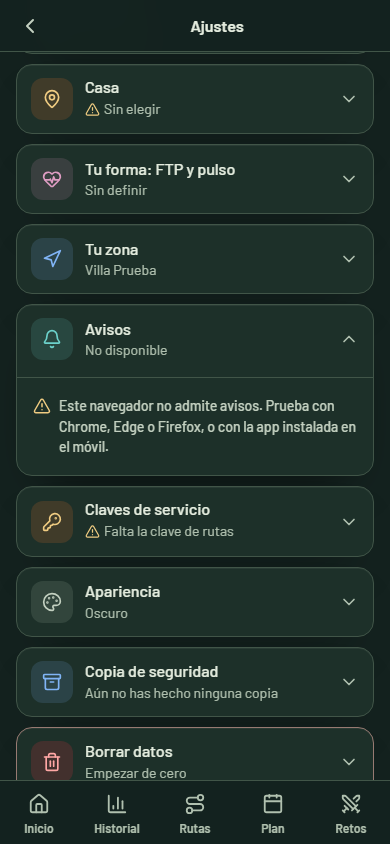 Ajustes
Casa
Sin elegir
Tu forma: FTP y pulso
Sin definir
Tu zona
Villa Prueba
Avisos
No disponible
Este navegador no admite avisos. Prueba con
Chrome, Edge o Firefox, o con la app instalada en
el móvil.
Claves de servicio
Falta la clave de rutas
Apariencia
Oscuro
Copia de seguridad
Aún no has hecho ninguna copia
Borrar datos
Empezar de cero
Inicio
Historial
Rutas
Plan
Retos